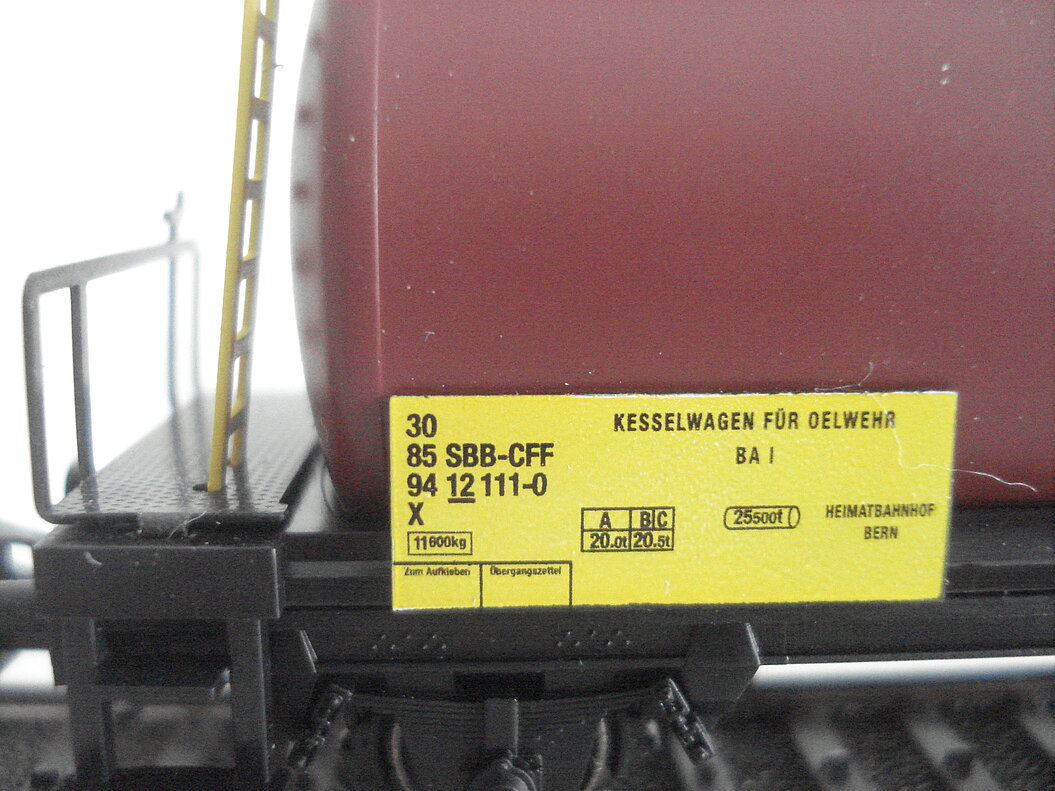 30
85 SBB-CFF
94 12 111-0
X
11600kg
Zum Aufkleben
Übergangszettel
KESSELWAGEN FÜR OELWEHR
BA I
A B C
20.0t 20.5t
25500ℓ
HEIMATBAHNHOF
BERN